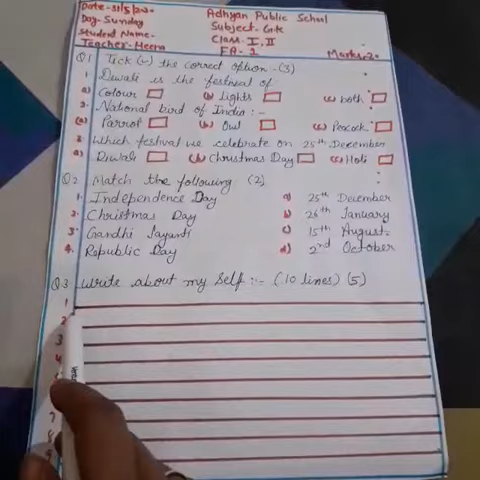 Date - 31/5/20 Adhyan Public School
Day - Sunday Subject - G.k
Student Name - Class - I, II
Teacher - Heena FA - 1 Marks - 20
Q1 Tick (✓) the correct option - (3)
1. Diwali is the festival of
a) Colour b) Lights c) both
2. National bird of India :-
(a) Parrot (b) Owl (c) Peacock
3. Which festival we celebrate on 25th December
a) Diwali (b) Christmas Day (c) Holi
Q2 Match the following (2)
1. Independence Day a) 25th December
2. Christmas Day b) 26th January
3. Gandhi Jayanti c) 15th August
4. Republic Day d) 2nd October
Q3 Write about my Self :- (10 lines) (5)
1
2
3
4
7
8
9